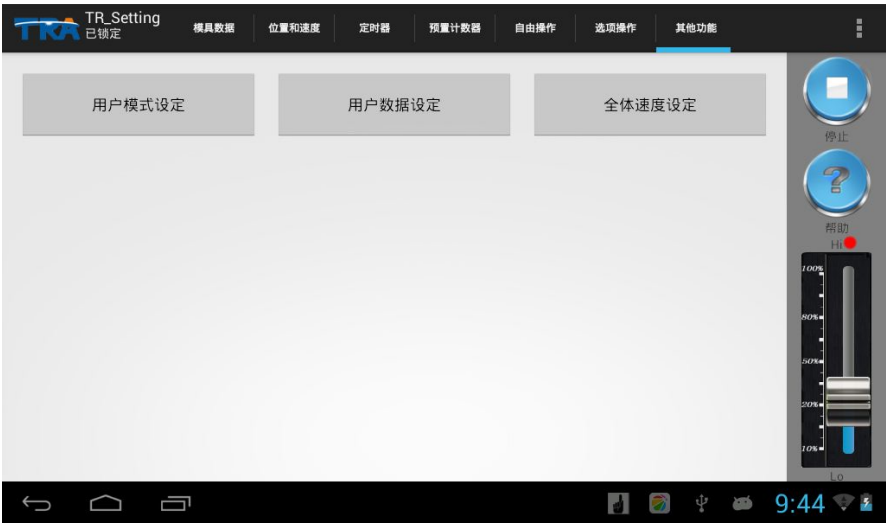 TRA
TR_Setting
已锁定
模具数据
位置和速度
定时器
预置计数器
自由操作
选项操作
其他功能
用户模式设定
用户数据设定
全体速度设定
停止
?
帮助
Hi
100%
80%
50%
20%
10%
Lo
9:44